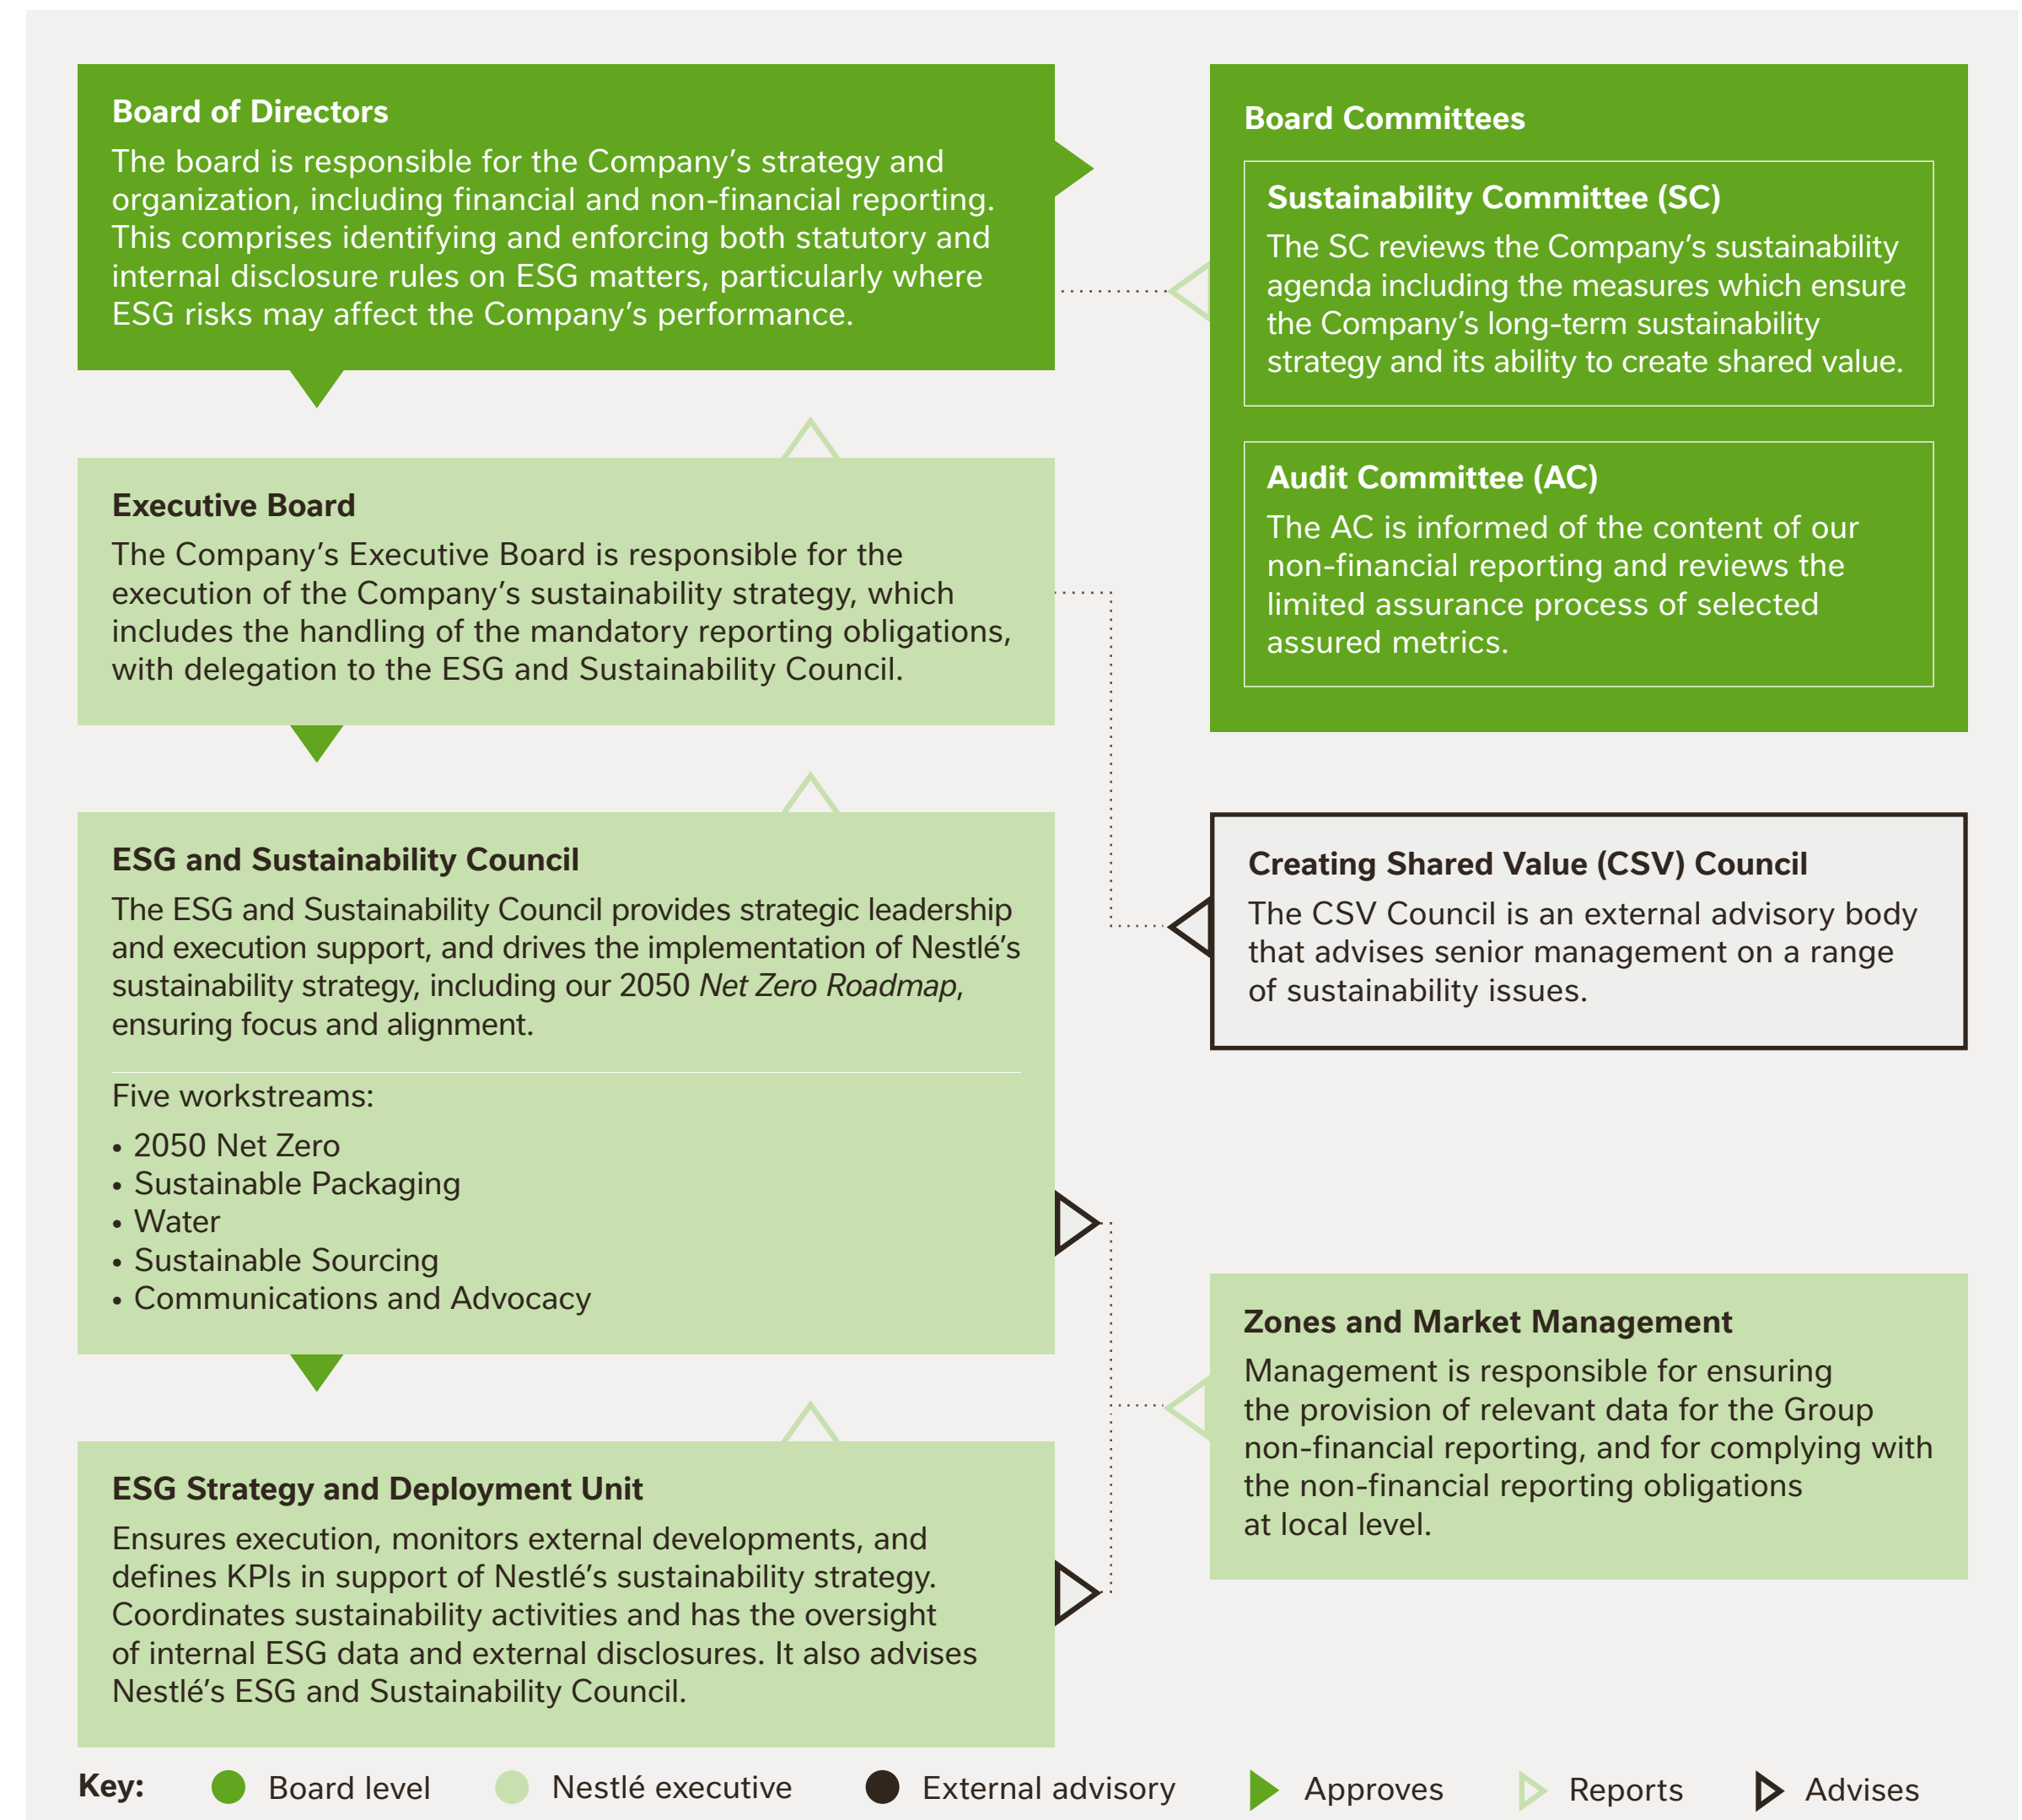 Board of Directors
The board is responsible for the Company’s strategy and
organization, including financial and non-financial reporting.
This comprises identifying and enforcing both statutory and
internal disclosure rules on ESG matters, particularly where
ESG risks may affect the Company’s performance.
Board Committees
Sustainability Committee (SC)
The SC reviews the Company’s sustainability
agenda including the measures which ensure
the Company’s long-term sustainability
strategy and its ability to create shared value.
Audit Committee (AC)
The AC is informed of the content of our
non-financial reporting and reviews the
limited assurance process of selected
assured metrics.
Executive Board
The Company’s Executive Board is responsible for the
execution of the Company’s sustainability strategy, which
includes the handling of the mandatory reporting obligations,
with delegation to the ESG and Sustainability Council.
ESG and Sustainability Council
The ESG and Sustainability Council provides strategic leadership
and execution support, and drives the implementation of Nestlé’s
sustainability strategy, including our 2050 Net Zero Roadmap,
ensuring focus and alignment.
Five workstreams:
• 2050 Net Zero
• Sustainable Packaging
• Water
• Sustainable Sourcing
• Communications and Advocacy
Creating Shared Value (CSV) Council
The CSV Council is an external advisory body
that advises senior management on a range
of sustainability issues.
Zones and Market Management
Management is responsible for ensuring
the provision of relevant data for the Group
non-financial reporting, and for complying with
the non-financial reporting obligations
at local level.
ESG Strategy and Deployment Unit
Ensures execution, monitors external developments, and
defines KPIs in support of Nestlé’s sustainability strategy.
Coordinates sustainability activities and has the oversight
of internal ESG data and external disclosures. It also advises
Nestlé’s ESG and Sustainability Council.
Key: Board level Nestlé executive External advisory Approves Reports Advises